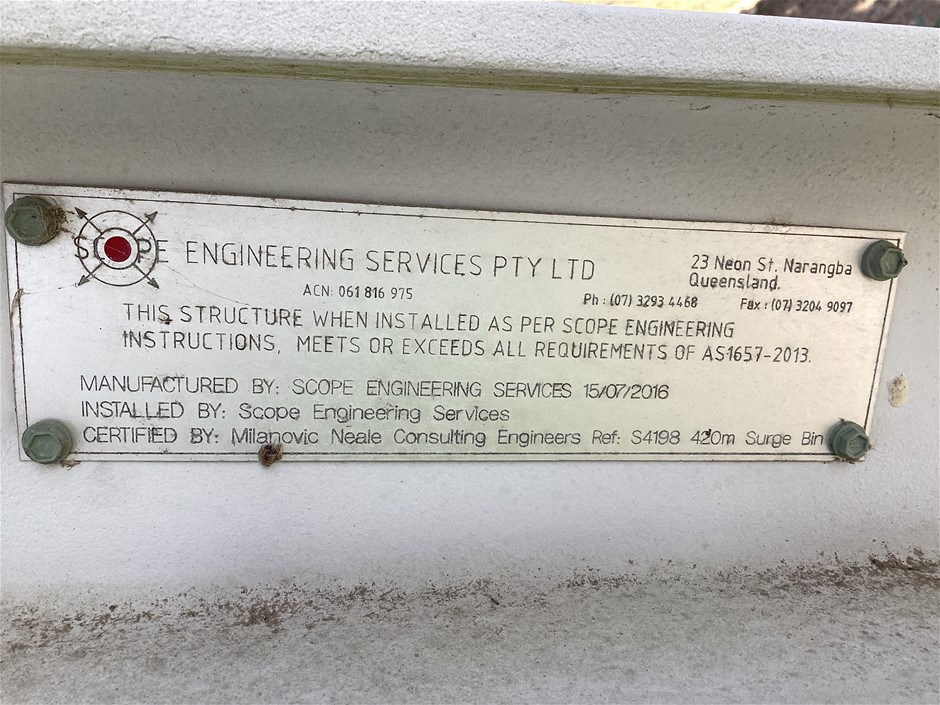 SCOPE ENGINEERING SERVICES PTY LTD
23 Neon St. Narangba
Queensland.
ACN: 061 816 975
Ph : (07) 3293 4468 Fax : (07) 3204 9097
THIS STRUCTURE WHEN INSTALLED AS PER SCOPE ENGINEERING
INSTRUCTIONS, MEETS OR EXCEEDS ALL REQUIREMENTS OF AS1657-2013.
MANUFACTURED BY: SCOPE ENGINEERING SERVICES 15/07/2016
INSTALLED BY: Scope Engineering Services
CERTIFIED BY: Milanovic Neale Consulting Engineers Ref: S4198 420m Surge Bin